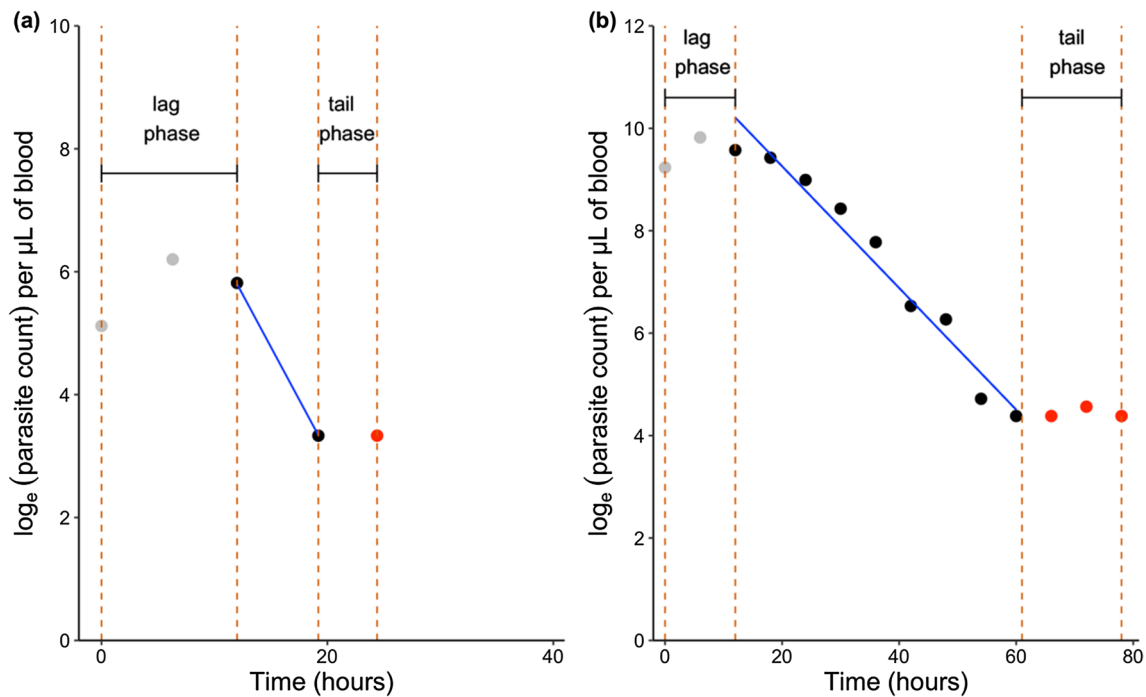 (a)
10
8
6
4
2
0
logₑ (parasite count) per µL of blood
lag
phase
tail
phase
0
20
40
Time (hours)
(b)
12
10
8
6
4
2
0
logₑ (parasite count) per µL of blood
lag
phase
tail
phase
0
20
40
60
80
Time (hours)